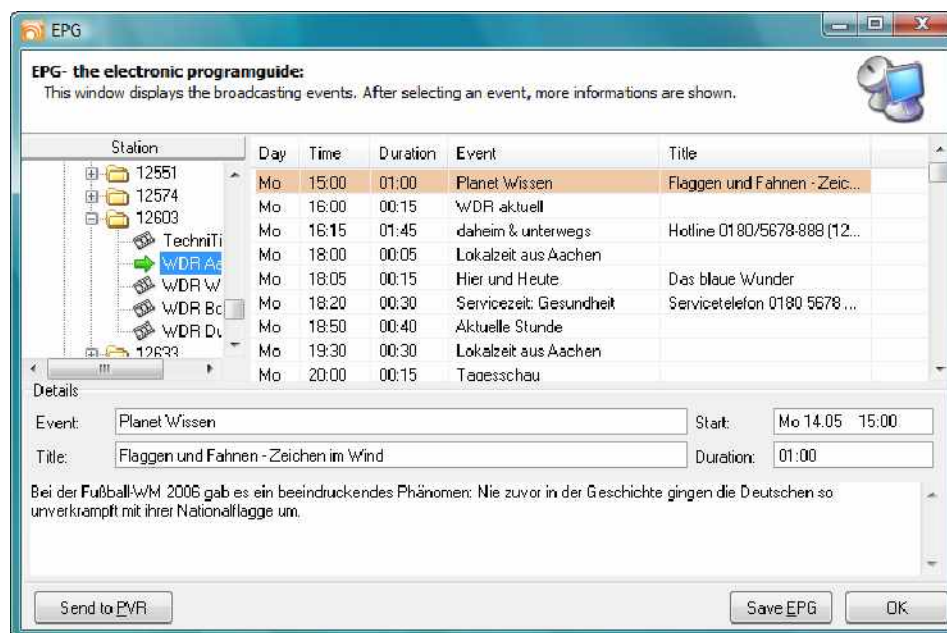 EPG
EPG- the electronic programguide:
This window displays the broadcasting events. After selecting an event, more informations are shown.
Station
12551
12574
12603
TechniTi
WDR Aa
WDR W
WDR Bo
WDR Du
12633
Day Time Duration Event Title
Mo 15:00 01:00 Planet Wissen Flaggen und Fahnen - Zeic...
Mo 16:00 00:15 WDR aktuell
Mo 16:15 01:45 daheim & unterwegs Hotline 0180/5678-888 (12...
Mo 18:00 00:05 Lokalzeit aus Aachen
Mo 18:05 00:15 Hier und Heute Das blaue Wunder
Mo 18:20 00:30 Servicezeit: Gesundheit Servicetelefon 0180 5678 ...
Mo 18:50 00:40 Aktuelle Stunde
Mo 19:30 00:30 Lokalzeit aus Aachen
Mo 20:00 00:15 Tagesschau
Details
Event: Planet Wissen Start: Mo 14.05 15:00
Title: Flaggen und Fahnen - Zeichen im Wind Duration: 01:00
Bei der Fußball-WM 2006 gab es ein beeindruckendes Phänomen: Nie zuvor in der Geschichte gingen die Deutschen so
unverkrampft mit ihrer Nationalflagge um.
Send to PVR Save EPG OK